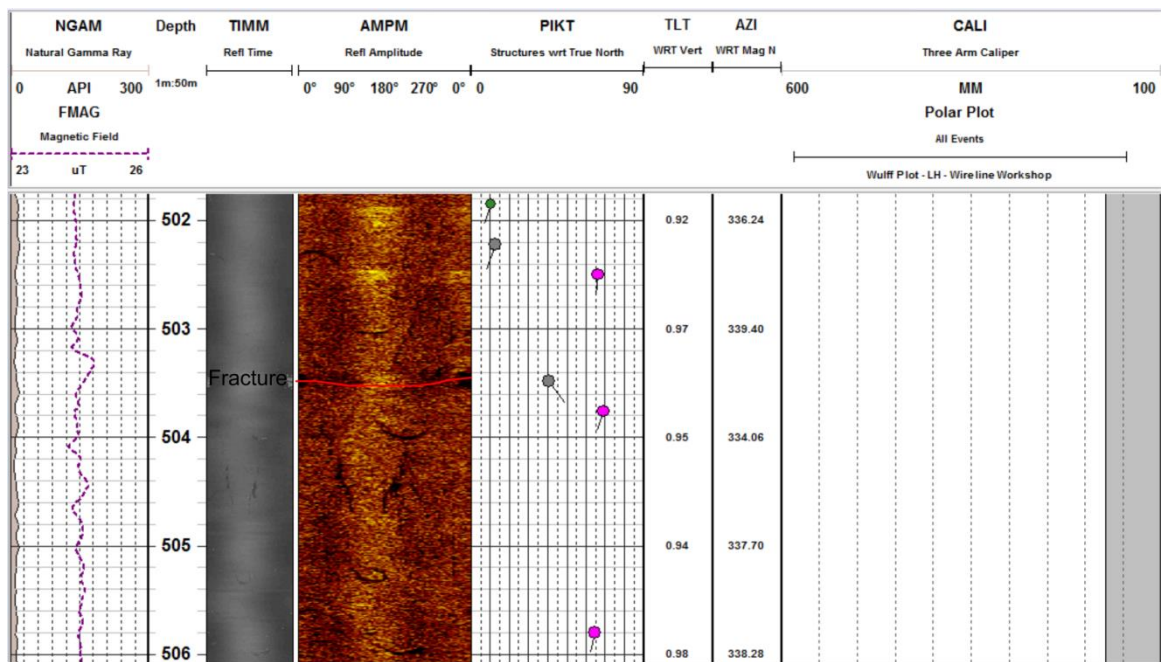 NGAM Depth TIMM AMPM PIKT TLT AZI CALI
Natural Gamma Ray Refl Time Refl Amplitude Structures wrt True North WRT Vert WRT Mag N Three Arm Caliper
0 API 300 1m:50m 0° 90° 180° 270° 0° 0 90 600 MM 100
FMAG Polar Plot
Magnetic Field All Events
23 uT 26 Wulff Plot - LH - Wireline Workshop
502 0.92 336.24
503 0.97 339.40
Fracture
504 0.95 334.06
505 0.94 337.70
506 0.98 338.28